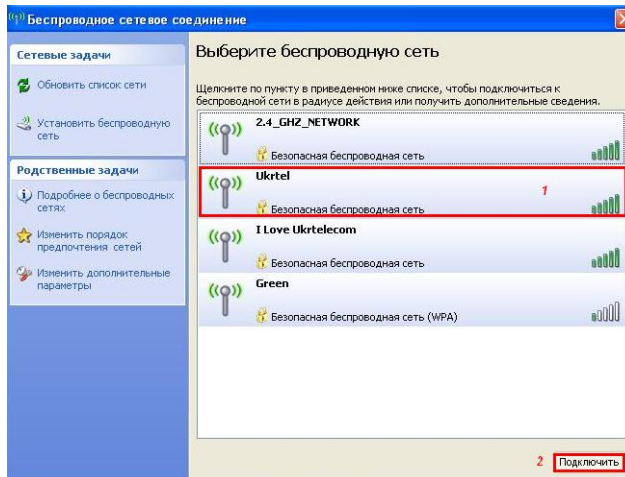 Беспроводное сетевое соединение
Сетевые задачи
Обновить список сети
Установить беспроводную
сеть
Родственные задачи
Подробнее о беспроводных
сетях
Изменить порядок
предпочтения сетей
Изменить дополнительные
параметры
Выберите беспроводную сеть
Щелкните по пункту в приведенном ниже списке, чтобы подключиться к
беспроводной сети в радиусе действия или получить дополнительные сведения.
2.4_GHZ_NETWORK
Безопасная беспроводная сеть
Ukrtel
1
Безопасная беспроводная сеть
I Love Ukrtelecom
Безопасная беспроводная сеть
Green
Безопасная беспроводная сеть (WPA)
2 Подключить